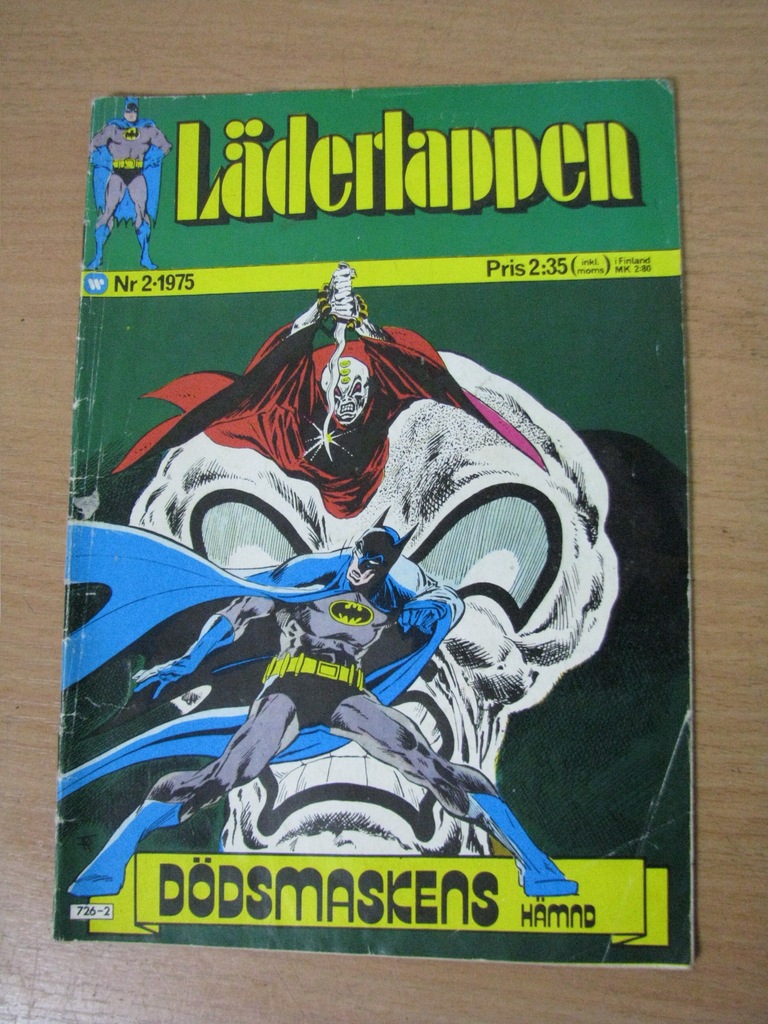 Läderlappen
W Nr 2·1975
Pris 2:35 (inkl. moms) i Finland MK. 2:80
DÖDSMASKENS HÄMND
726-2